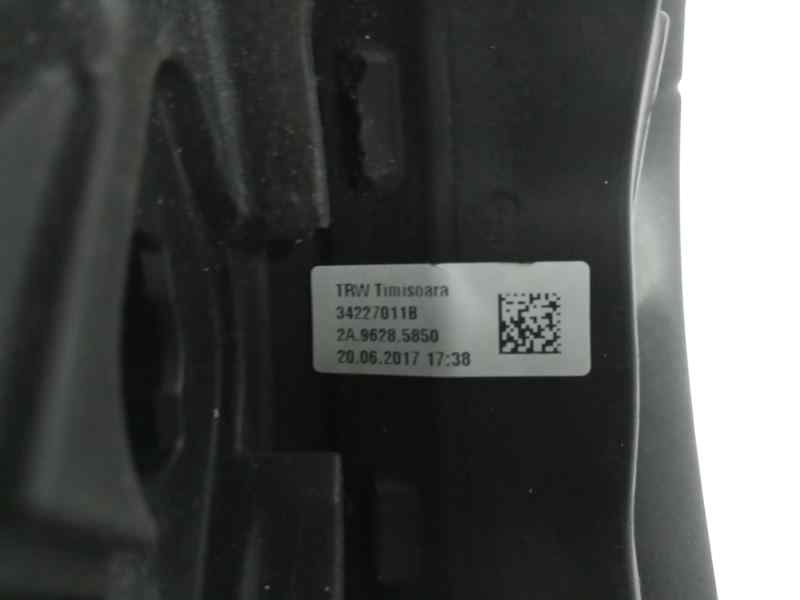 TRW Timisoara
34227011B
2A.9628.5850
20.06.2017 17:38